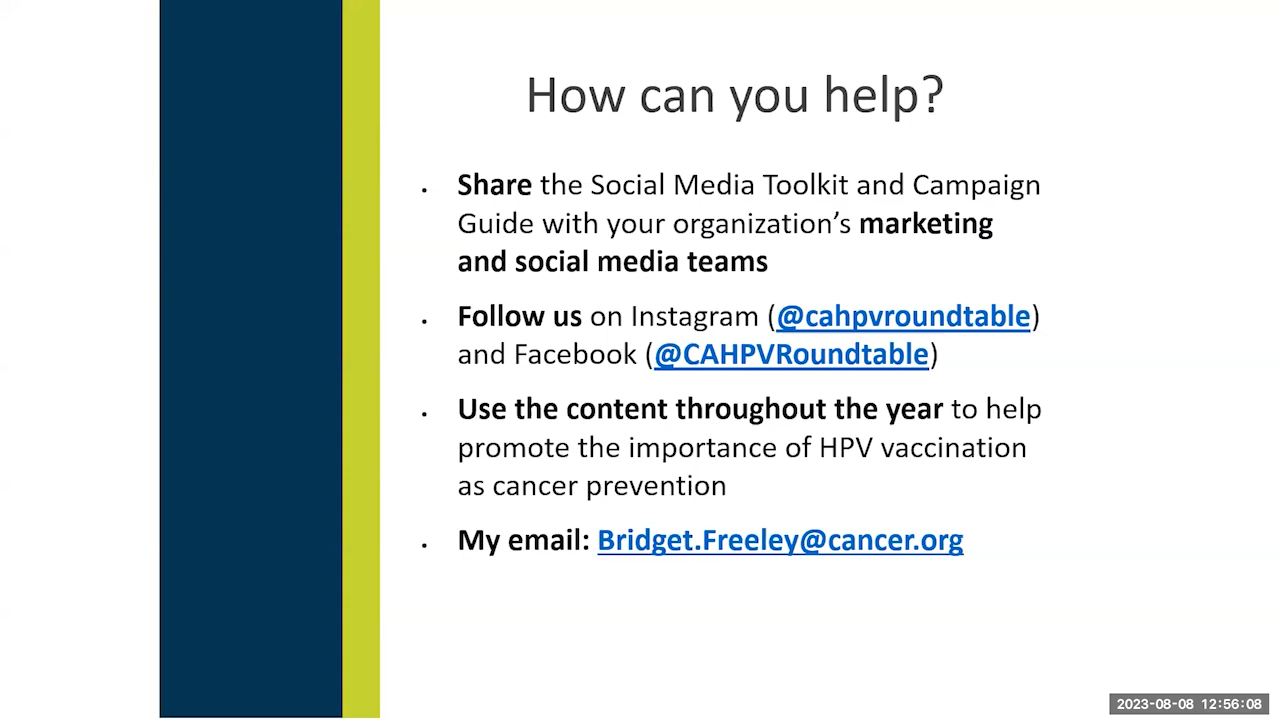 How can you help?
• Share the Social Media Toolkit and Campaign
Guide with your organization’s marketing
and social media teams
• Follow us on Instagram (@cahpvroundtable)
and Facebook (@CAHPVRoundtable)
• Use the content throughout the year to help
promote the importance of HPV vaccination
as cancer prevention
• My email: Bridget.Freeley@cancer.org
2023-08-08 12:56:08